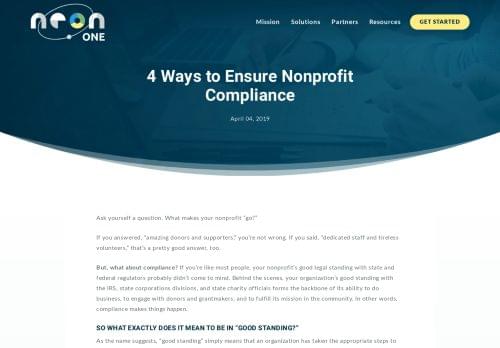 neon
ONE
Mission
Solutions
Partners
Resources
GET STARTED
4 Ways to Ensure Nonprofit
Compliance
April 04, 2019
Ask yourself a question. What makes your nonprofit "go?"
If you answered, "amazing donors and supporters," you're not wrong. If you said, "dedicated staff and tireless
volunteers," that's a pretty good answer, too.
But, what about compliance? If you're like most people, your nonprofit's good legal standing with state and
federal regulators probably didn't come to mind. Behind the scenes, your organization's good standing with
the IRS, state corporations divisions, and state charity officials forms the backbone of its ability to do
business, to engage with donors and grantmakers, and to fulfill its mission in the community. In other words,
compliance makes things happen.
SO WHAT EXACTLY DOES IT MEAN TO BE IN "GOOD STANDING?"
As the name suggests, "good standing" simply means that an organization has taken the appropriate steps to